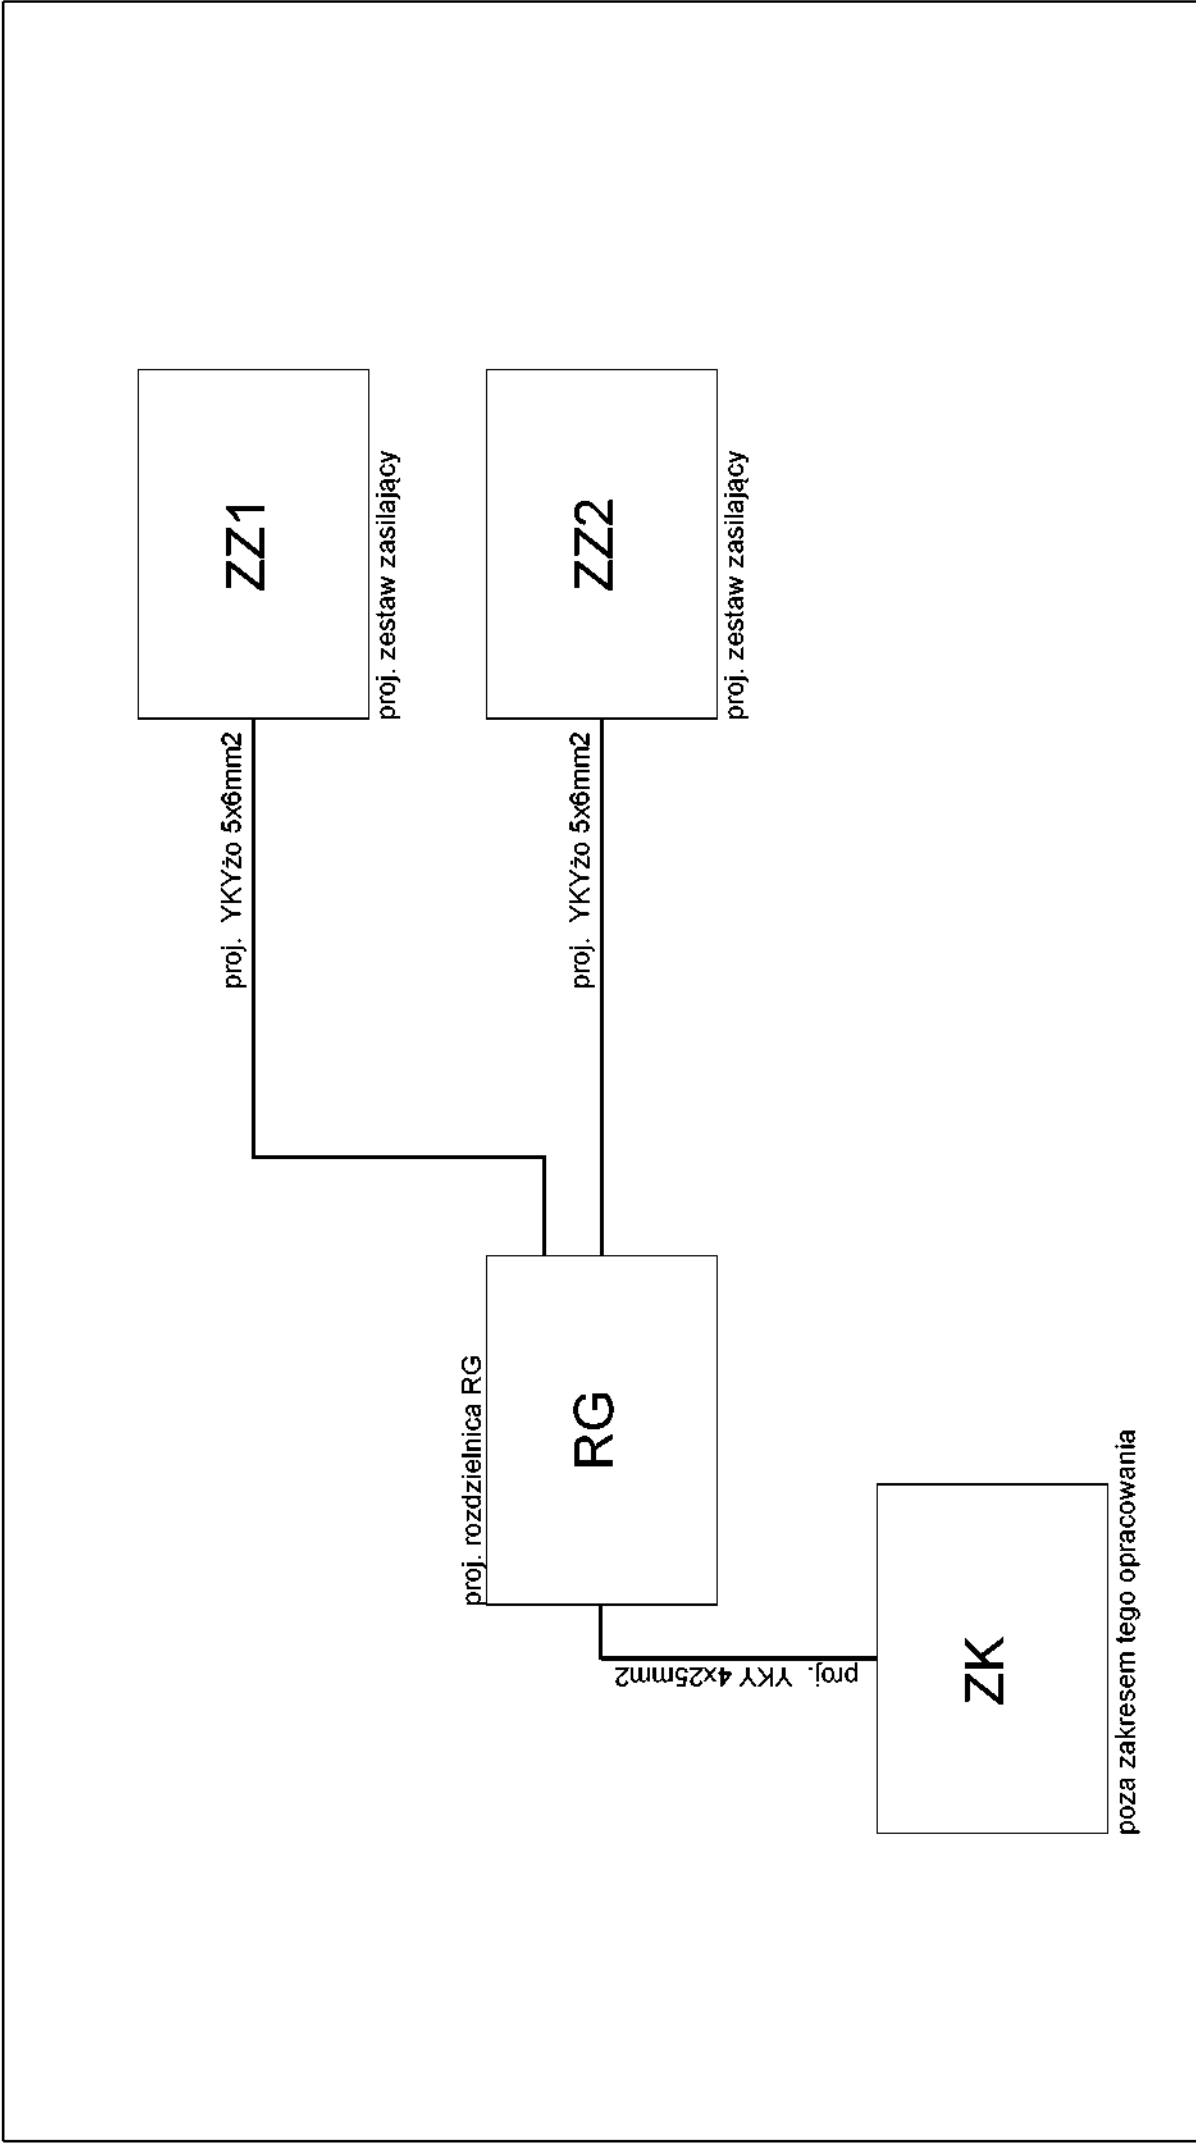 ZZ1
proj. zestaw zasilający
proj. YKYżo 5x6mm2
ZZ2
proj. zestaw zasilający
proj. YKYżo 5x6mm2
proj. rozdzielnica RG
RG
proj. YKY 4x25mm2
ZK
poza zakresem tego opracowania